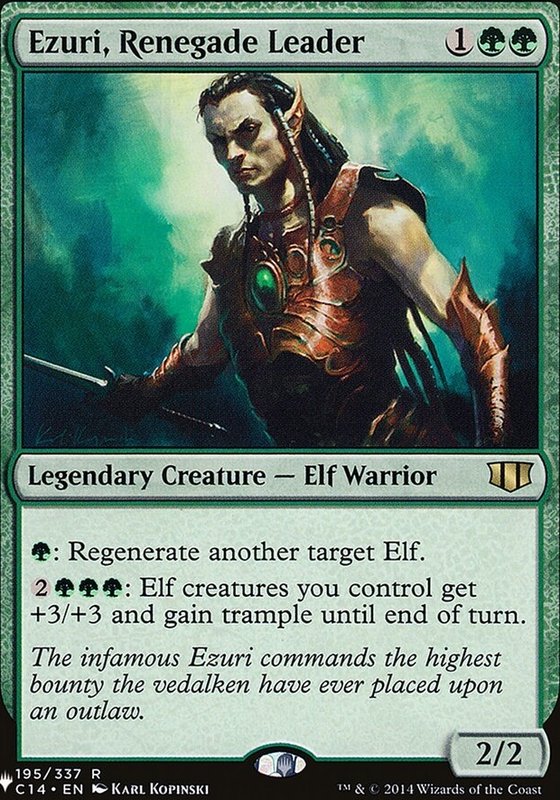 Ezuri, Renegade Leader 1
Legendary Creature — Elf Warrior
: Regenerate another target Elf.
2: Elf creatures you control get
+3/+3 and gain trample until end of turn.
The infamous Ezuri commands the highest
bounty the vedalken have ever placed upon
an outlaw.
2/2
195/337 R
C14 • EN Karl Kopinski
™ & © 2014 Wizards of the Coast